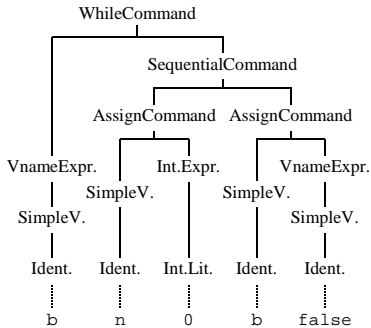 WhileCommand
SequentialCommand
AssignCommand AssignCommand
VnameExpr. Int.Expr. VnameExpr.
SimpleV. SimpleV.
SimpleV. SimpleV.
Ident. Ident. Int.Lit. Ident. Ident.
b n 0 b false